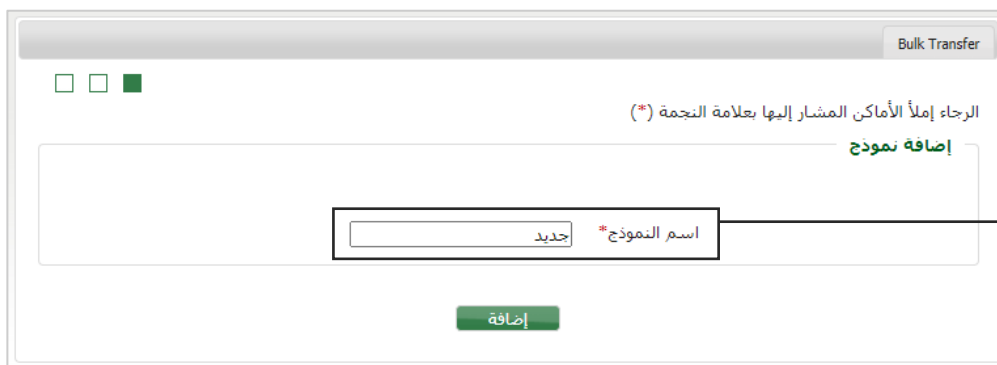 Bulk Transfer
الرجاء إملأ الأماكن المشار إليها بعلامة النجمة (*)
إضافة نموذج
اسم النموذج* جديد
إضافة